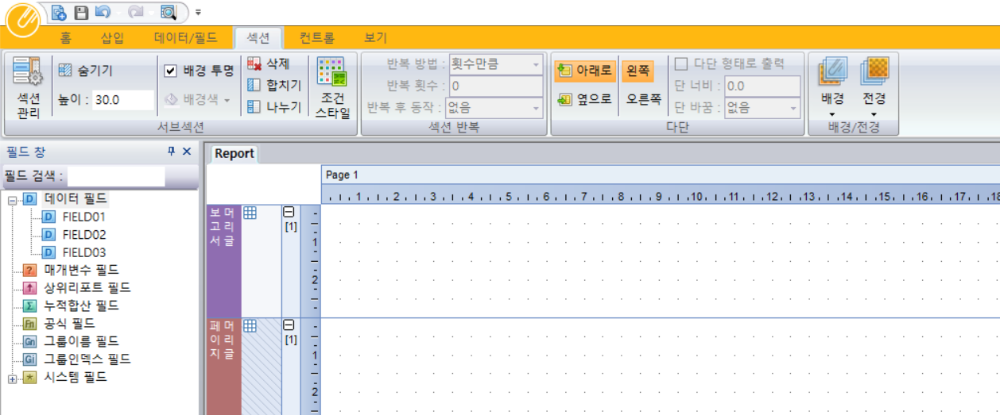 홈 삽입 데이터/필드 섹션 컨트롤 보기
섹션
관리
숨기기
높이 : 30.0
배경 투명
배경색
삭제
합치기
나누기
조건
스타일
서브섹션
반복 방법 : 횟수만큼
반복 횟수 : 0
반복 후 동작 : 없음
섹션 반복
아래로 왼쪽
옆으로 오른쪽
다단 형태로 출력
단 너비 : 0.0
단 바꿈 : 없음
다단
배경 전경
배경/전경
필드 창
필드 검색 :
D 데이터 필드
D FIELD01
D FIELD02
D FIELD03
? 매개변수 필드
상위리포트 필드
Σ 누적합산 필드
Fn 공식 필드
Gn 그룹이름 필드
Gi 그룹인덱스 필드
* 시스템 필드
Report
Page 1
1 2 3 4 5 6 7 8 9 10 11 12 13 14 15 16 17 18
보고서 머리글
[1]
1
2
페이지 머리글
[1]
1
2